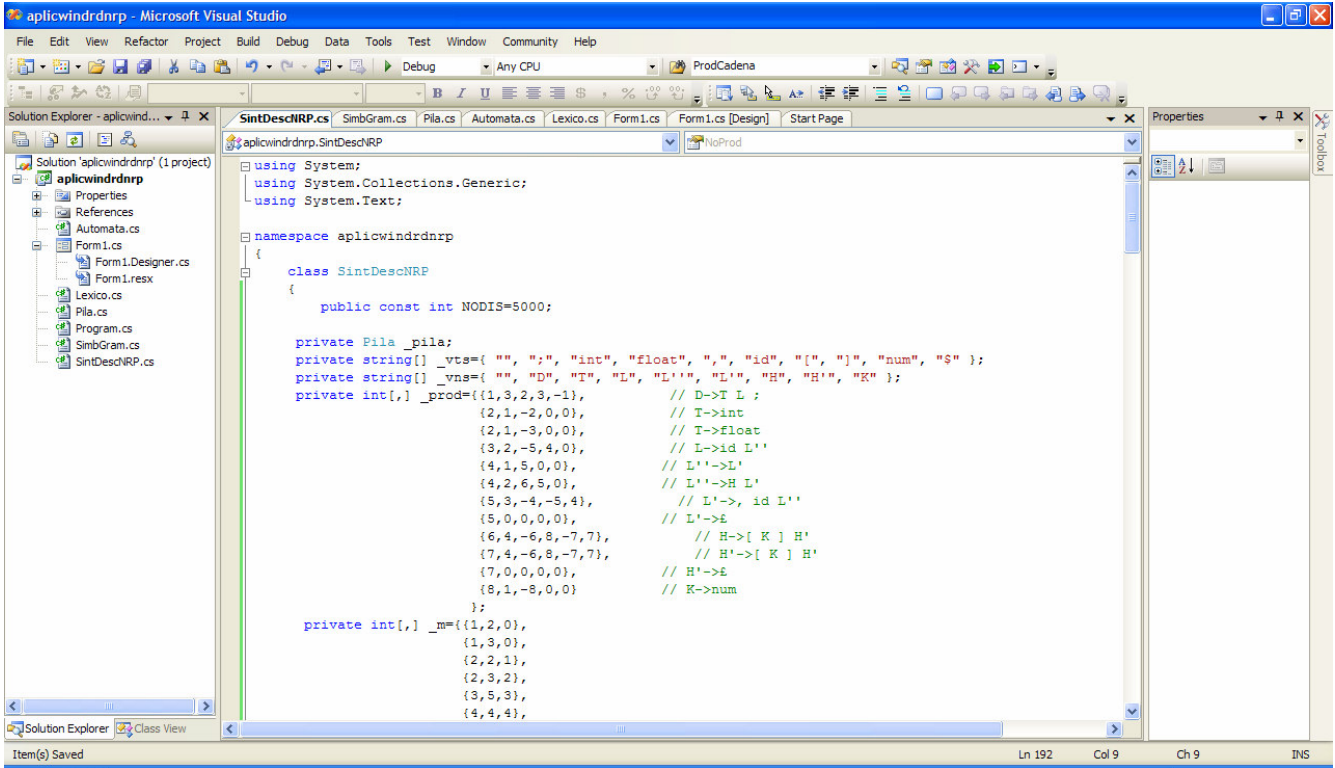 aplicwindrdnrp - Microsoft Visual Studio
File Edit View Refactor Project Build Debug Data Tools Test Window Community Help
Debug Any CPU ProdCadena
Solution Explorer - aplicwind...
SintDescNRP.cs SimbGram.cs Pila.cs Automata.cs Lexico.cs Form1.cs Form1.cs [Design] Start Page
Properties
Toolbox
aplicwindrdnrp.SintDescNRP NoProd
Solution 'aplicwindrdnrp' (1 project)
aplicwindrdnrp
Properties
References
Automata.cs
Form1.cs
Form1.Designer.cs
Form1.resx
Lexico.cs
Pila.cs
Program.cs
SimbGram.cs
SintDescNRP.cs
using System;
using System.Collections.Generic;
using System.Text;
namespace aplicwindrdnrp
{
class SintDescNRP
{
public const int NODIS=5000;
private Pila _pila;
private string[] _vts={ "", ";", "int", "float", ",", "id", "[", "]", "num", "$" };
private string[] _vns={ "", "D", "T", "L", "L''", "L'", "H", "H'", "K" };
private int[,] _prod={{1,3,2,3,-1}, // D->T L ;
{2,1,-2,0,0}, // T->int
{2,1,-3,0,0}, // T->float
{3,2,-5,4,0}, // L->id L''
{4,1,5,0,0}, // L''->L'
{4,2,6,5,0}, // L''->H L'
{5,3,-4,-5,4}, // L'->, id L''
{5,0,0,0,0}, // L'->£
{6,4,-6,8,-7,7}, // H->[ K ] H'
{7,4,-6,8,-7,7}, // H'->[ K ] H'
{7,0,0,0,0}, // H'->£
{8,1,-8,0,0} // K->num
};
private int[,] _m={{1,2,0},
{1,3,0},
{2,2,1},
{2,3,2},
{3,5,3},
{4,4,4},
Solution Explorer Class View
Item(s) Saved Ln 192 Col 9 Ch 9 INS